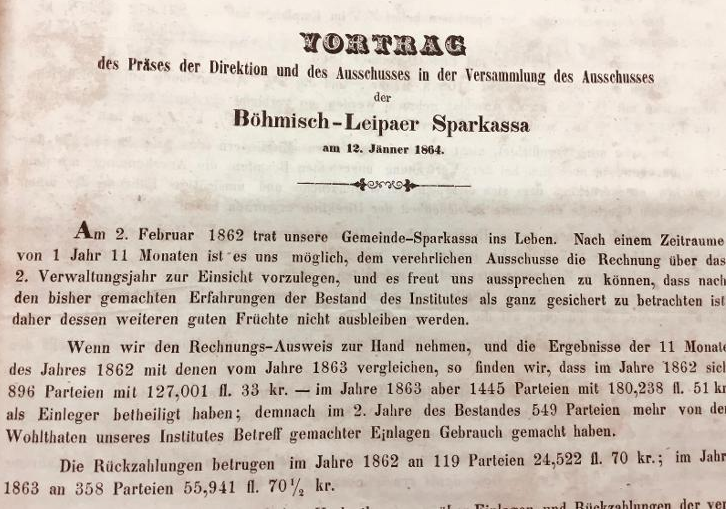 VORTRAG
des Präses der Direktion und des Ausschusses in der Versammlung des Ausschusses
der
Böhmisch-Leipaer Sparkassa
am 12. Jänner 1864.
Am 2. Februar 1862 trat unsere Gemeinde-Sparkassa ins Leben. Nach einem Zeitraume
von 1 Jahr 11 Monaten ist es uns möglich, dem verehrlichen Ausschusse die Rechnung über das
2. Verwaltungsjahr zur Einsicht vorzulegen, und es freut uns aussprechen zu können, dass nach
den bisher gemachten Erfahrungen der Bestand des Institutes als ganz gesichert zu betrachten ist
daher dessen weiteren guten Früchte nicht ausbleiben werden.
Wenn wir den Rechnungs-Ausweis zur Hand nehmen, und die Ergebnisse der 11 Monate
des Jahres 1862 mit denen vom Jahre 1863 vergleichen, so finden wir, dass im Jahre 1862 sich
896 Parteien mit 127,001 fl. 33 kr. — im Jahre 1863 aber 1445 Parteien mit 180,238 fl. 51 kr
als Einleger betheiligt haben; demnach im 2. Jahre des Bestandes 549 Parteien mehr von den
Wohlthaten unseres Institutes Betreff gemachter Einlagen Gebrauch gemacht haben.
Die Rückzahlungen betrugen im Jahre 1862 an 119 Parteien 24,522 fl. 70 kr.; im Jahr
1863 an 358 Parteien 55,941 fl. 70 1/2 kr.
über Einlagen und Rückzahlungen der ver